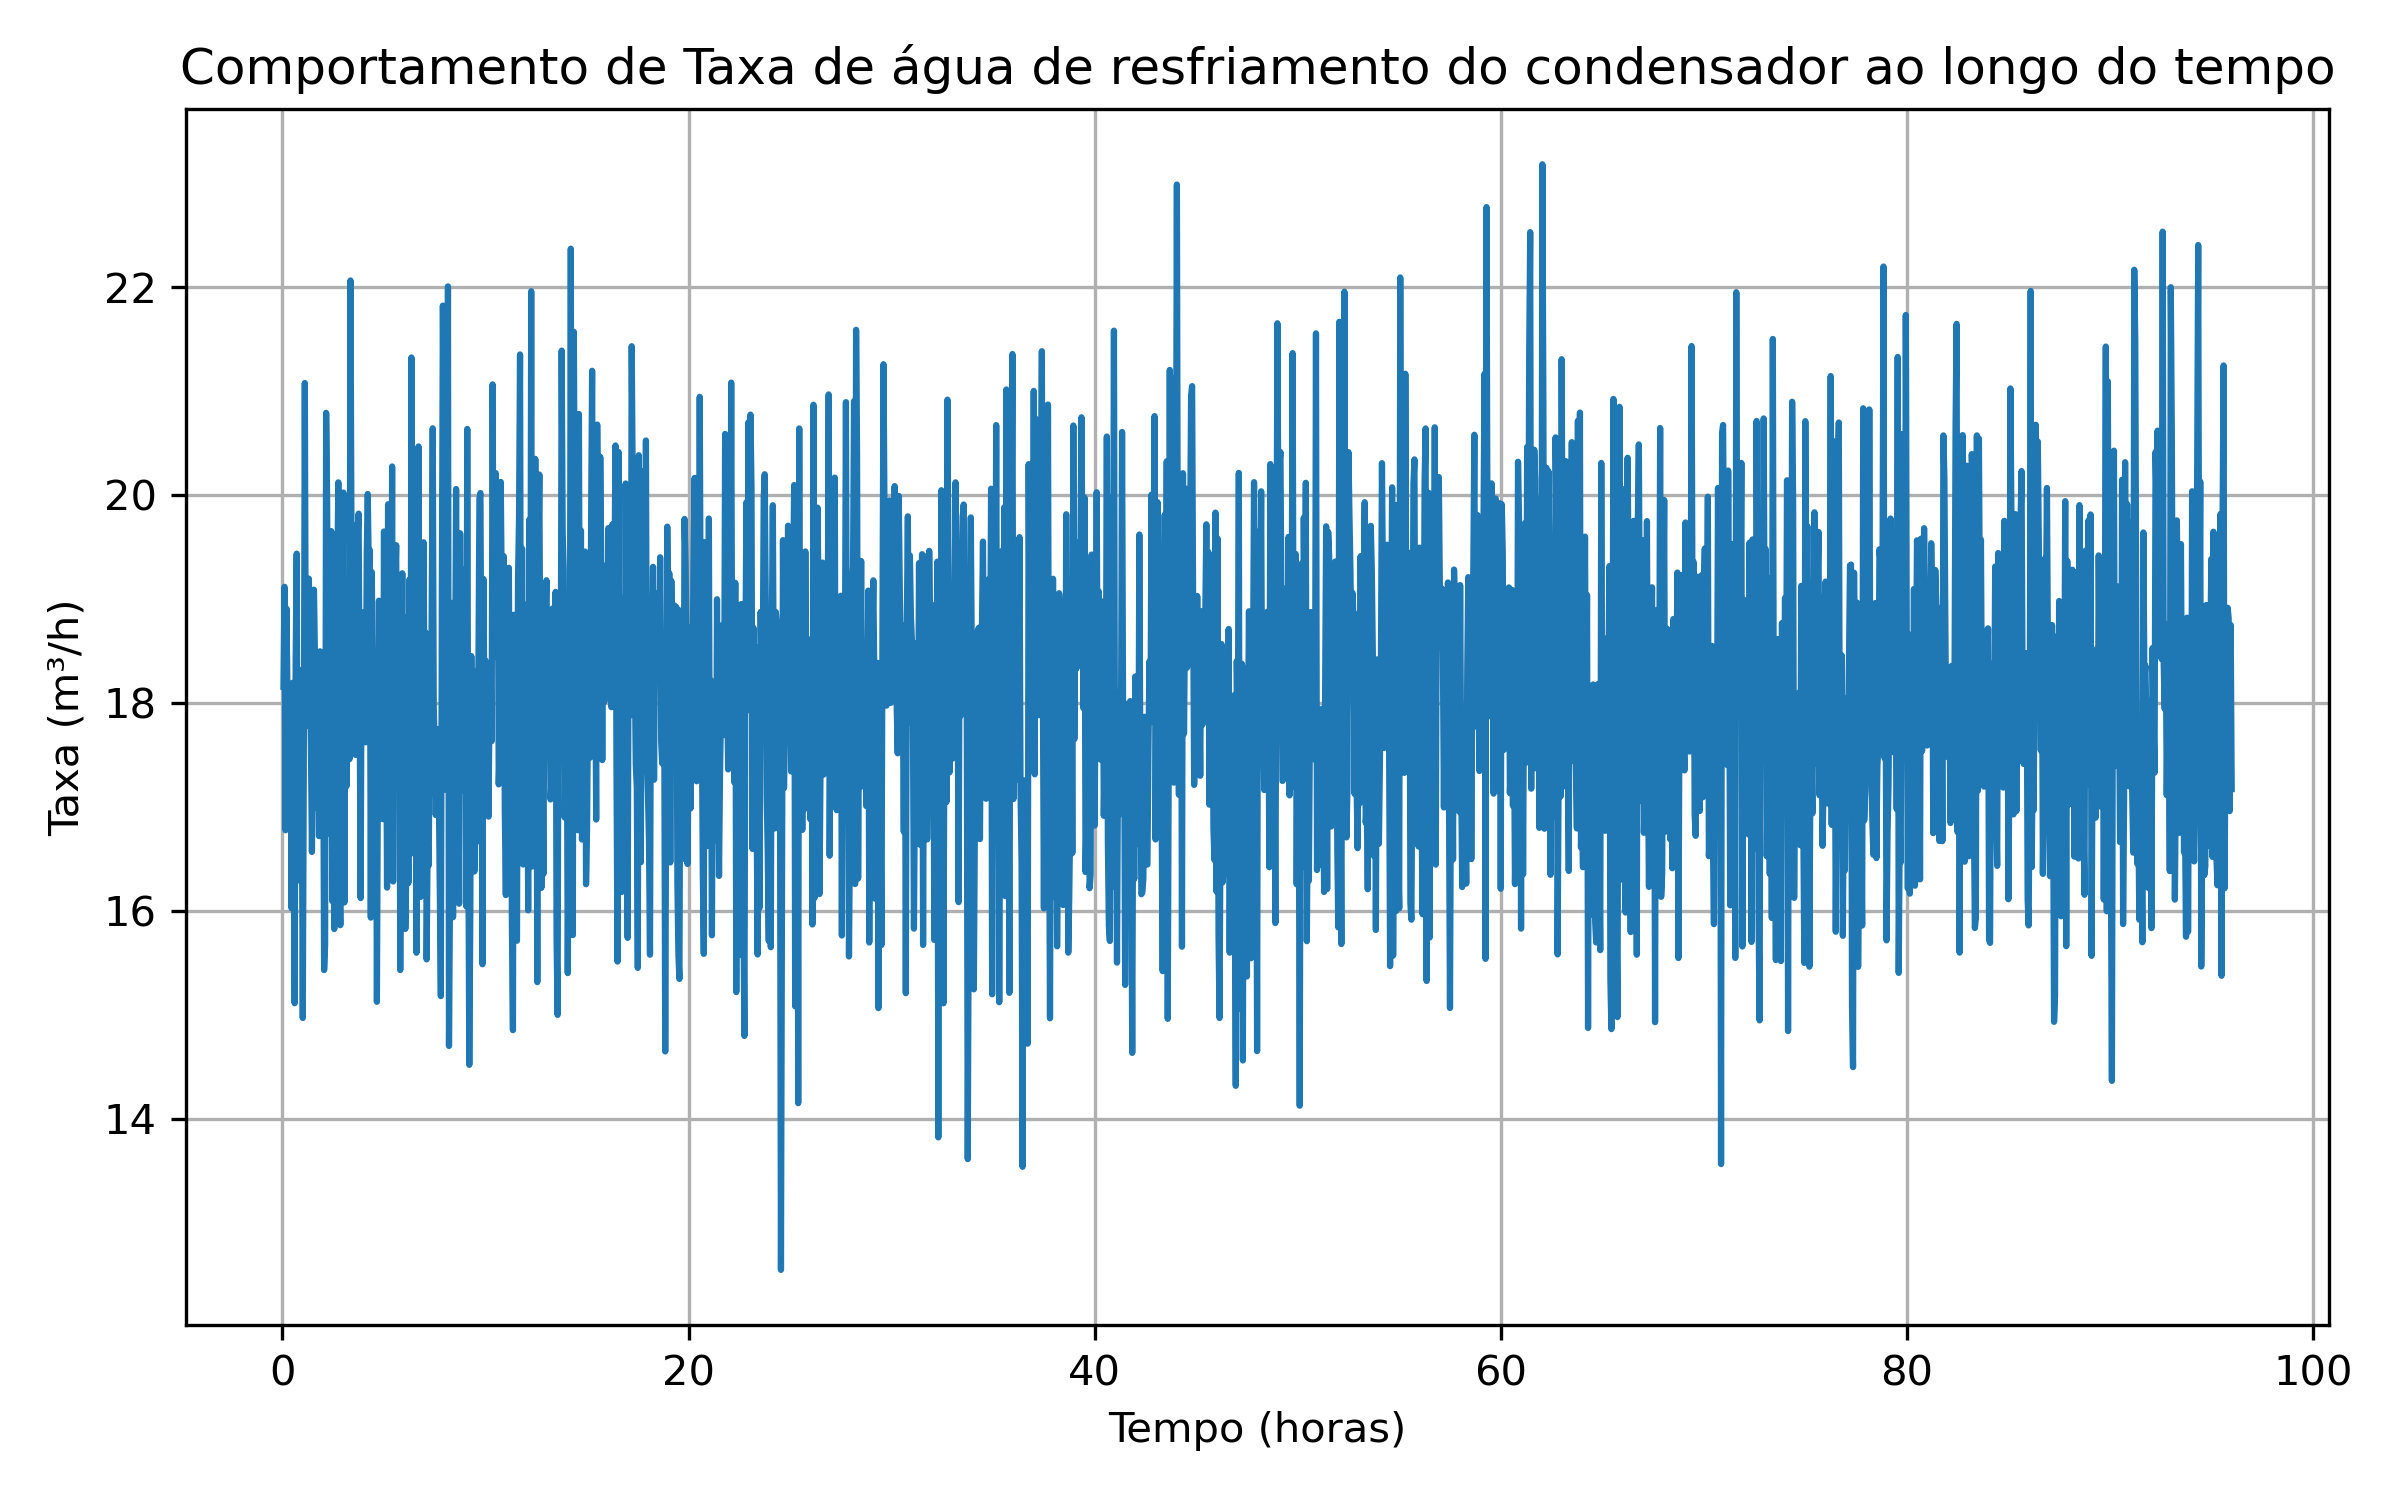 Comportamento de Taxa de água de resfriamento do condensador ao longo do tempo
Taxa (m³/h)
22
20
18
16
14
0 20 40 60 80 100
Tempo (horas)